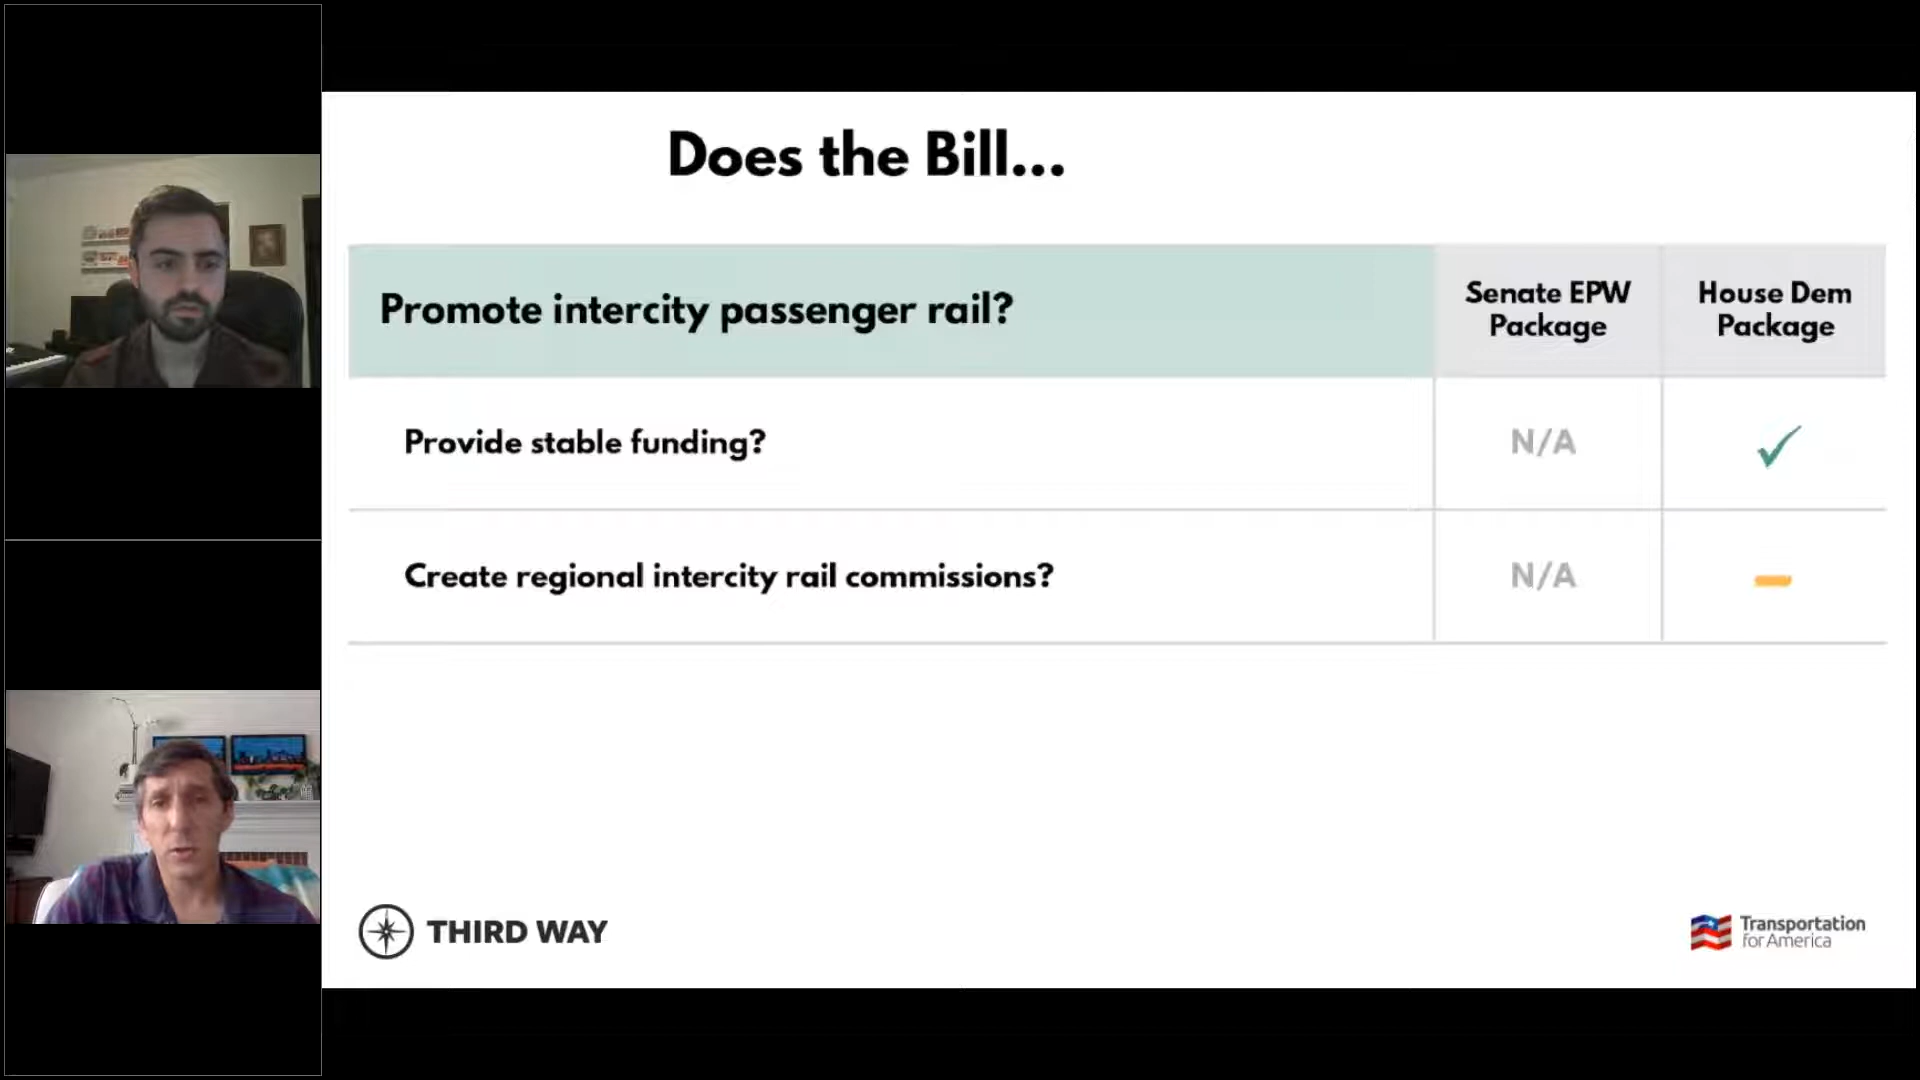 Does the Bill...
Promote intercity passenger rail?
Senate EPW
Package
House Dem
Package
Provide stable funding?
N/A
Create regional intercity rail commissions?
N/A
THIRD WAY
Transportation
for America